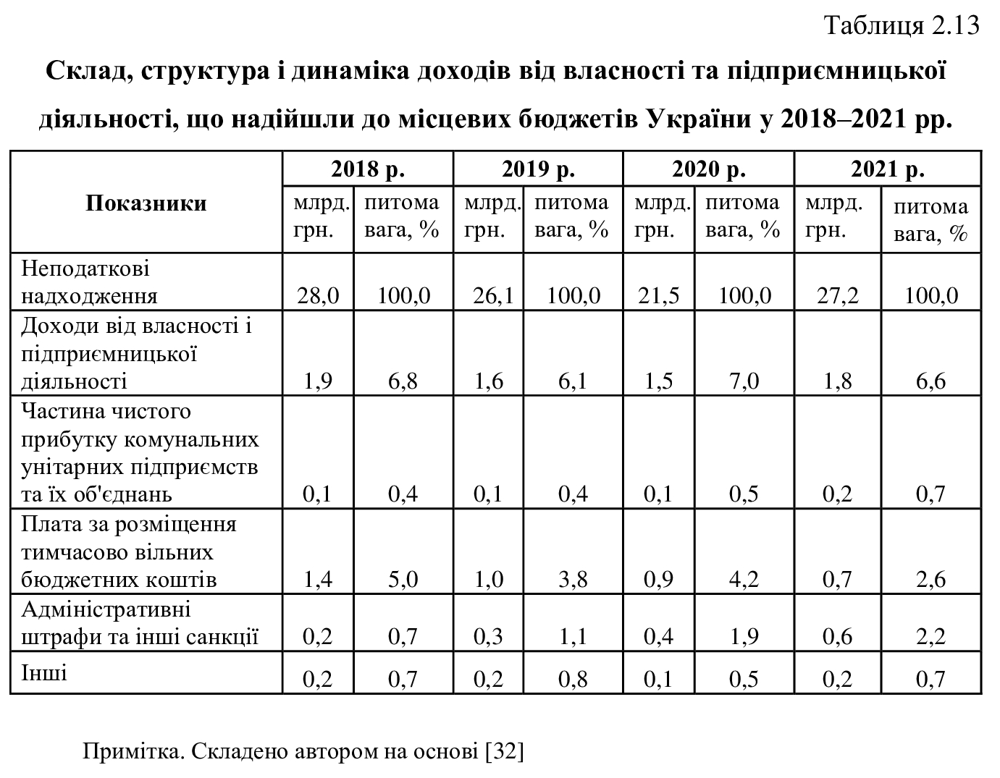 Таблиця 2.13
Склад, структура і динаміка доходів від власності та підприємницької
діяльності, що надійшли до місцевих бюджетів України у 2018–2021 рр.
Показники
2018 р. 2019 р. 2020 р. 2021 р.
млрд. грн. питома вага, % млрд. грн. питома вага, % млрд. грн. питома вага, % млрд. грн. питома вага, %
Неподаткові
надходження 28,0 100,0 26,1 100,0 21,5 100,0 27,2 100,0
Доходи від власності і
підприємницької
діяльності 1,9 6,8 1,6 6,1 1,5 7,0 1,8 6,6
Частина чистого
прибутку комунальних
унітарних підприємств
та їх об'єднань 0,1 0,4 0,1 0,4 0,1 0,5 0,2 0,7
Плата за розміщення
тимчасово вільних
бюджетних коштів 1,4 5,0 1,0 3,8 0,9 4,2 0,7 2,6
Адміністративні
штрафи та інші санкції 0,2 0,7 0,3 1,1 0,4 1,9 0,6 2,2
Інші 0,2 0,7 0,2 0,8 0,1 0,5 0,2 0,7
Примітка. Складено автором на основі [32]